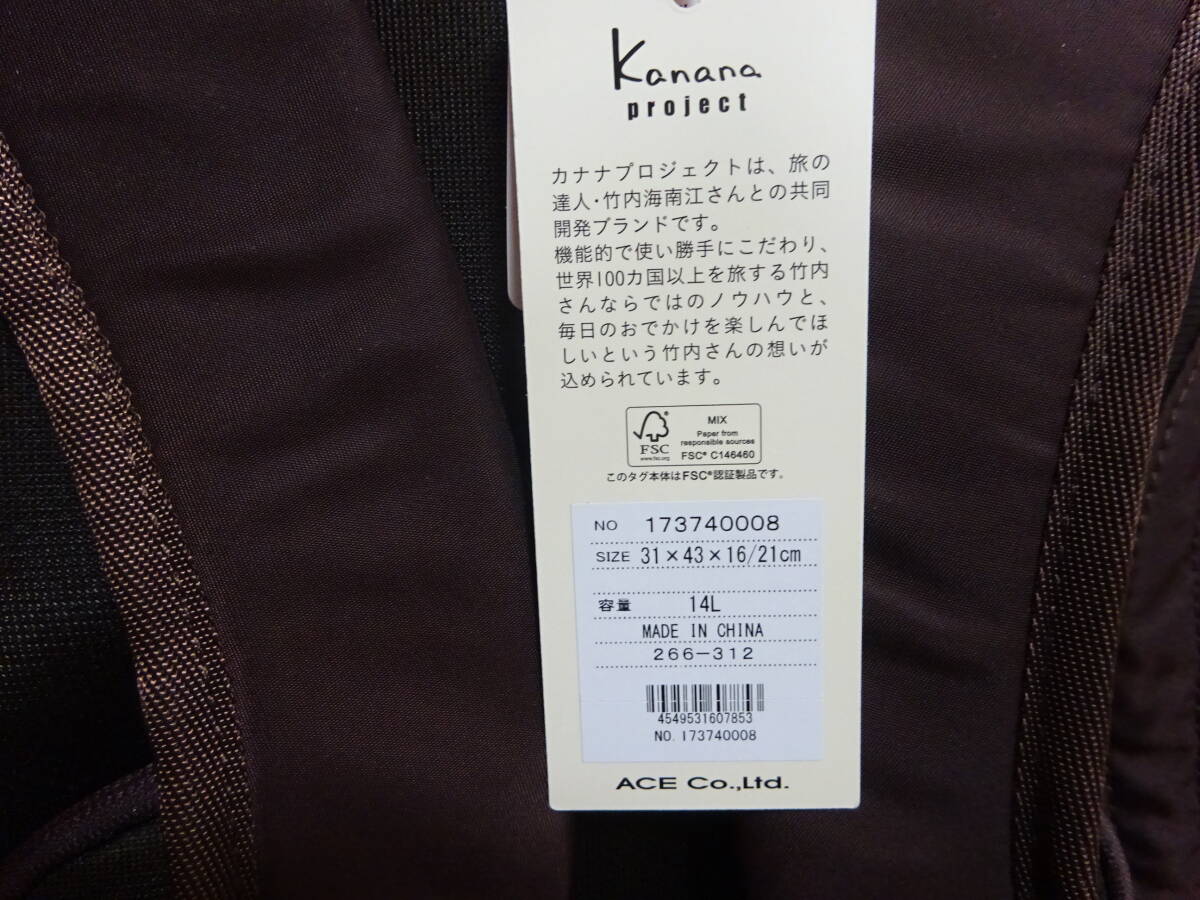 Kanana
project
カナナプロジェクトは、旅の
達人・竹内海南江さんとの共同
開発ブランドです。
機能的で使い勝手にこだわり、
世界100カ国以上を旅する竹内
さんならではのノウハウと、
毎日のおでかけを楽しんでほ
しいという竹内さんの想いが
込められています。
FSC
www.fsc.org
MIX
Paper from
responsible sources
FSC® C146460
このタグ本体はFSC®認証製品です。
NO 173740008
SIZE 31×43×16/21cm
容量 14L
MADE IN CHINA
266-312
4549531607853
NO. 173740008
ACE Co.,Ltd.